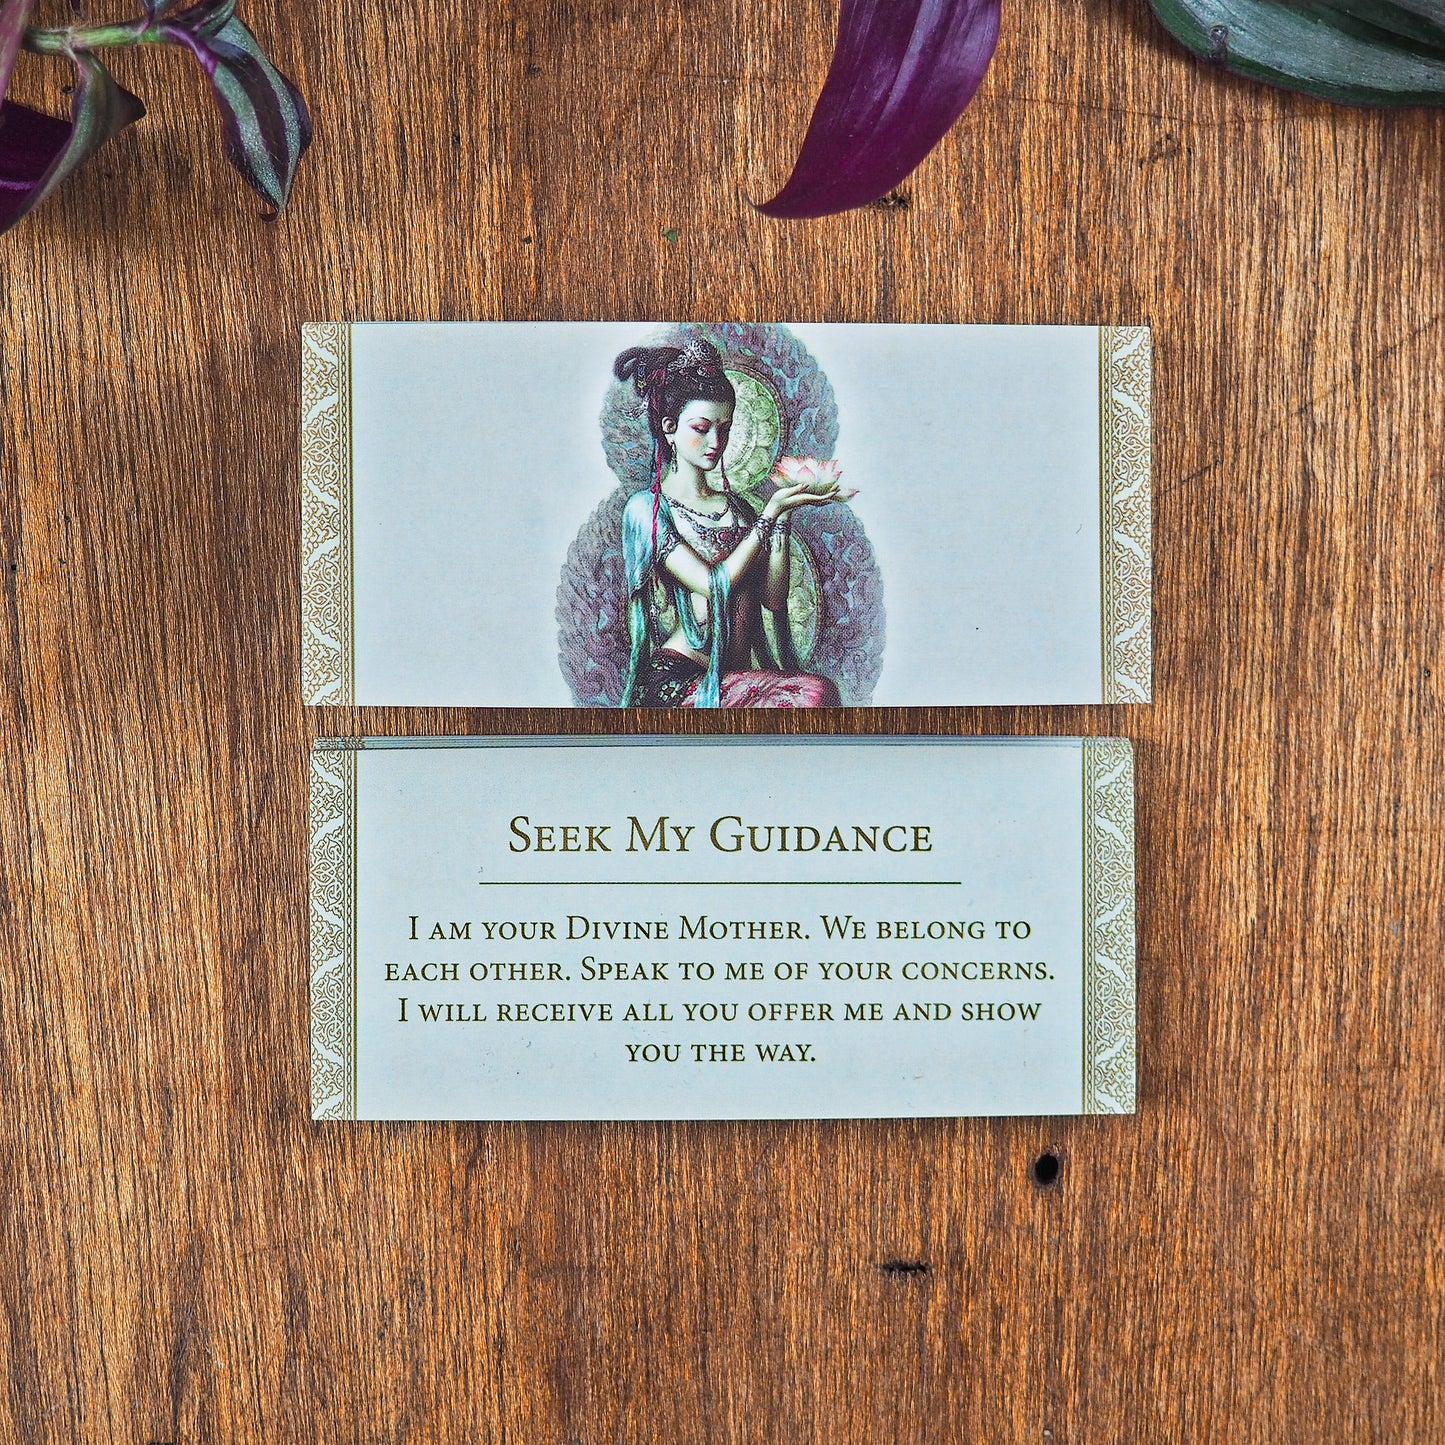 Seek My Guidance
I am your Divine Mother. We belong to
each other. Speak to me of your concerns.
I will receive all you offer me and show
you the way.